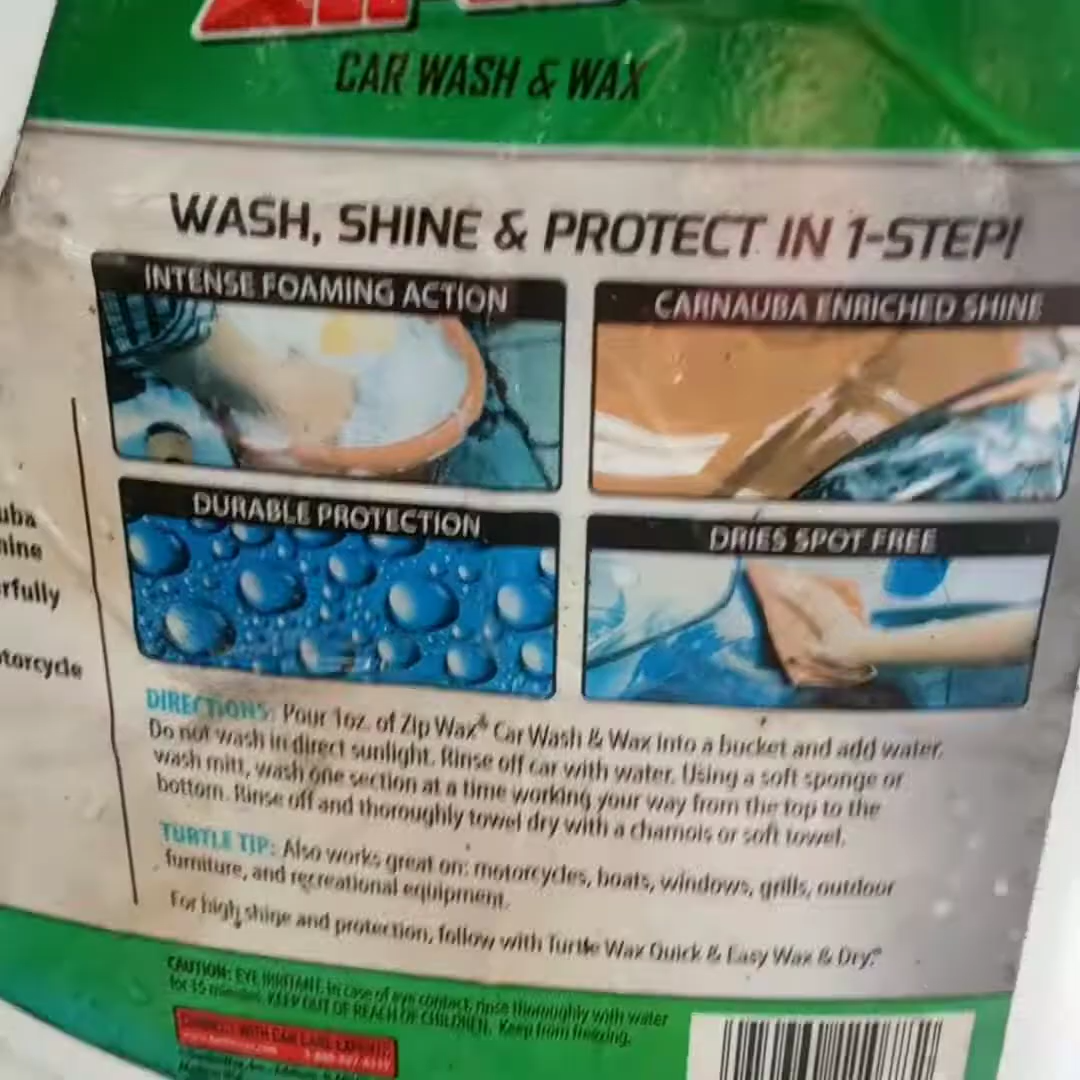 CAR WASH & WAX
WASH, SHINE & PROTECT IN 1-STEP!
INTENSE FOAMING ACTION
CARNAUBA ENRICHED SHINE
DURABLE PROTECTION
DRIES SPOT FREE
uba
hine
rfully
torcycle
DIRECTIONS: Pour 1oz. of Zip Wax® Car Wash & Wax into a bucket and add water.
Do not wash in direct sunlight. Rinse off car with water. Using a soft sponge or
wash mitt, wash one section at a time working your way from the top to the
bottom. Rinse off and thoroughly towel dry with a chamois or soft towel.
TURTLE TIP: Also works great on: motorcycles, boats, windows, grills, outdoor
furniture, and recreational equipment.
For high shine and protection, follow with Turtle Wax Quick & Easy Wax & Dry.®
CAUTION: EYE IRRITANT. In case of eye contact, rinse thoroughly with water
for 15 minutes. KEEP OUT OF REACH OF CHILDREN. Keep from freezing.
CONNECT WITH CAR CARE EXPERTS